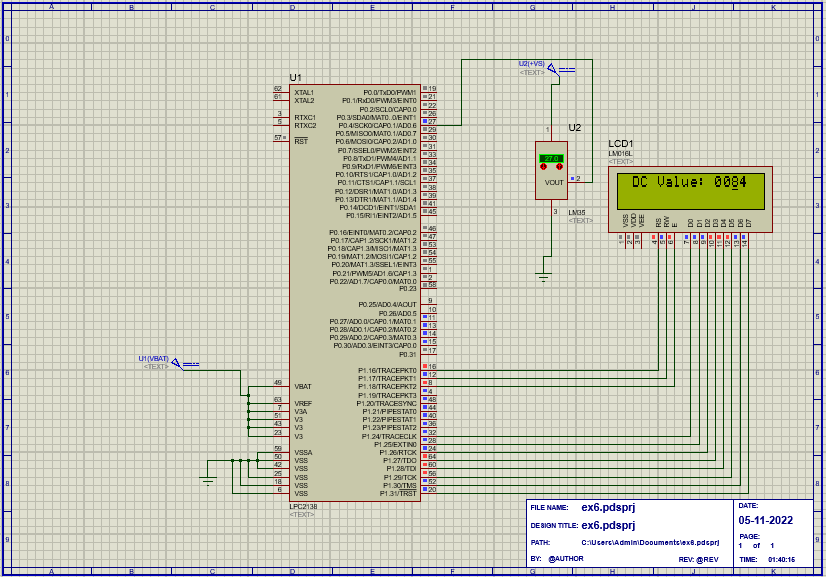 A B C D E F G H J K
0
1
2
3
4
5
6
7
8
9
U1
62 XTAL1
61 XTAL2
3 RTXC1
5 RTXC2
57 RST
49 VBAT
63 VREF
7 V3A
51 V3
43 V3
23 V3
59 VSSA
50 VSS
42 VSS
25 VSS
18 VSS
6 VSS
P0.0/TxD0/PWM1 19
P0.1/RxD0/PWM3/EINT0 21
P0.2/SCL0/CAP0.0 22
P0.3/SDA0/MAT0..0/EINT1 26
P0.4/SCK0/CAP0.1/AD0.6 27
P0.5/MISO0/MAT0.1/AD0.7 29
P0.6/MOSI0/CAP0.2/AD1.0 30
P0.7/SSEL0/PWM2/EINT2 31
P0.8/TxD1/PWM4/AD1.1 33
P0.9/RxD1/PWM6/EINT3 34
P0.10/RTS1/CAP1.0/AD1.2 35
P0.11/CTS1/CAP1.1/SCL1 37
P0.12/DSR1/MAT1.0/AD1.3 38
P0.13/DTR1/MAT1.1/AD1.4 39
P0.14/DCD1/EINT1/SDA1 41
P0.15/RI1/EINT2/AD1.5 45
P0.16/EINT0/MAT0.2/CAP0.2 46
P0.17/CAP1.2/SCK1/MAT1.2 47
P0.18/CAP1.3/MISO1/MAT1.3 53
P0.19/MAT1.2/MOSI1/CAP1.2 54
P0.20/MAT1.3/SSEL1/EINT3 55
P0.21/PWM5/AD1.6/CAP1.3 1
P0.22/AD1.7/CAP0.0/MAT0.0 2
P0.23 58
P0.25/AD0.4/AOUT 9
P0.26/AD0.5 10
P0.27/AD0.0/CAP0.1/MAT0.1 11
P0.28/AD0.1/CAP0.2/MAT0.2 13
P0.29/AD0.2/CAP0.3/MAT0.3 14
P0.30/AD0.3/EINT3/CAP0.0 15
P0.31 17
P1.16/TRACEPKT0 16
P1.17/TRACEPKT1 12
P1.18/TRACEPKT2 8
P1.19/TRACEPKT3 4
P1.20/TRACESYNC 48
P1.21/PIPESTAT0 44
P1.22/PIPESTAT1 40
P1.23/PIPESTAT2 36
P1.24/TRACECLK 32
P1.25/EXTIN0 28
P1.26/RTCK 24
P1.27/TDO 64
P1.28/TDI 60
P1.29/TCK 56
P1.30/TMS 52
P1.31/TRST 20
LPC2138
<TEXT>
U1(VBAT)
<TEXT>
U2(+VS)
<TEXT>
U2
1
27.0
VOUT 2
3
LM35
<TEXT>
LCD1
LM016L
<TEXT>
DC Value: 0084
VSS VDD VEE RS RW E D0 D1 D2 D3 D4 D5 D6 D7
1 2 3 4 5 6 7 8 9 10 11 12 13 14
0
1
2
3
4
5
6
7
8
9
FILE NAME: ex6.pdsprj
DESIGN TITLE: ex6.pdsprj
PATH: C:\Users\Admin\Documents\ex6.pdsprj
BY: @AUTHOR REV: @REV
DATE:
05-11-2022
PAGE:
1 of 1
TIME: 01:40:15
A B C D E F G H J K